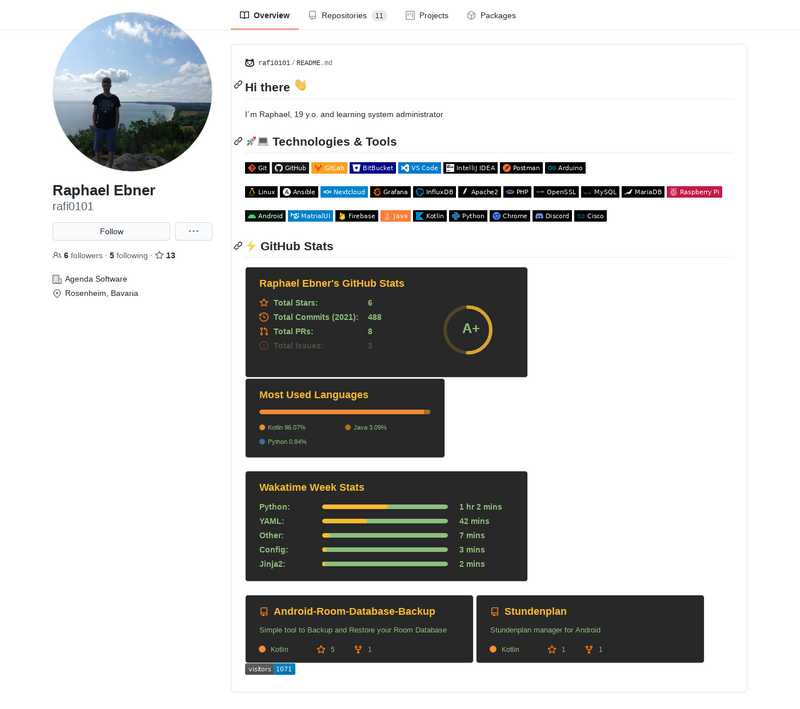 Overview
Repositories 11
Projects
Packages
Raphael Ebner
rafi0101
Follow
6 followers · 5 following · 13
Agenda Software
Rosenheim, Bavaria
rafi0101/README.md
Hi there 👋
I´m Raphael, 19 y.o. and learning system administrator
🚀💻 Technologies & Tools
Git GitHub GitLab BitBucket VS Code IntelliJ IDEA Postman Arduino
Linux Ansible Nextcloud Grafana InfluxDB Apache2 PHP OpenSSL MySQL MariaDB Raspberry Pi
Android MatrialUI Firebase Java Kotlin Python Chrome Discord Cisco
⚡ GitHub Stats
Raphael Ebner's GitHub Stats
Total Stars: 6
Total Commits (2021): 488
Total PRs: 8
Total Issues: 3
A+
Most Used Languages
Kotlin 96.07% Java 3.09%
Python 0.84%
Wakatime Week Stats
Python: 1 hr 2 mins
YAML: 42 mins
Other: 7 mins
Config: 3 mins
Jinja2: 2 mins
Android-Room-Database-Backup
Simple tool to Backup and Restore your Room Database
Kotlin 5 1
Stundenplan
Stundenplan manager for Android
Kotlin 1 1
visitors 1071